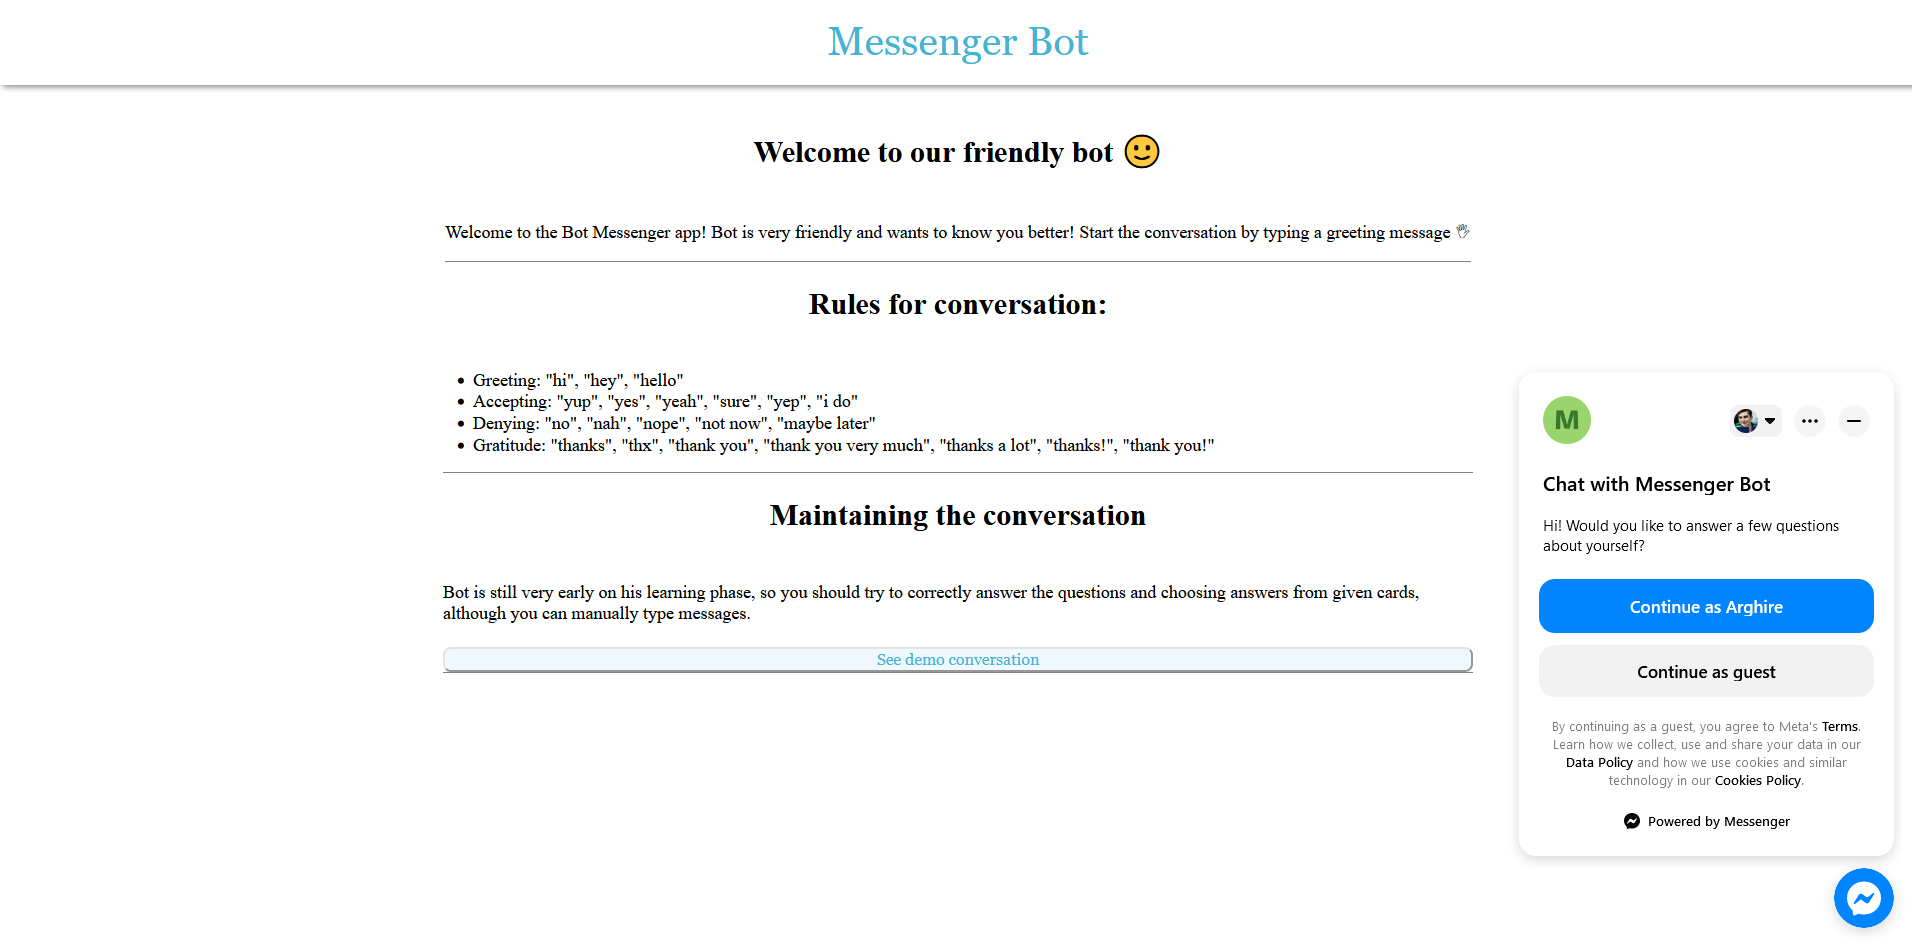 Messenger Bot
Welcome to our friendly bot 🙂
Welcome to the Bot Messenger app! Bot is very friendly and wants to know you better! Start the conversation by typing a greeting message 👋
Rules for conversation:
• Greeting: "hi", "hey", "hello"
• Accepting: "yup", "yes", "yeah", "sure", "yep", "i do"
• Denying: "no", "nah", "nope", "not now", "maybe later"
• Gratitude: "thanks", "thx", "thank you", "thank you very much", "thanks a lot", "thanks!", "thank you!"
Maintaining the conversation
Bot is still very early on his learning phase, so you should try to correctly answer the questions and choosing answers from given cards,
although you can manually type messages.
See demo conversation
M
Chat with Messenger Bot
Hi! Would you like to answer a few questions
about yourself?
Continue as Arghire
Continue as guest
By continuing as a guest, you agree to Meta's Terms.
Learn how we collect, use and share your data in our
Data Policy and how we use cookies and similar
technology in our Cookies Policy.
Powered by Messenger